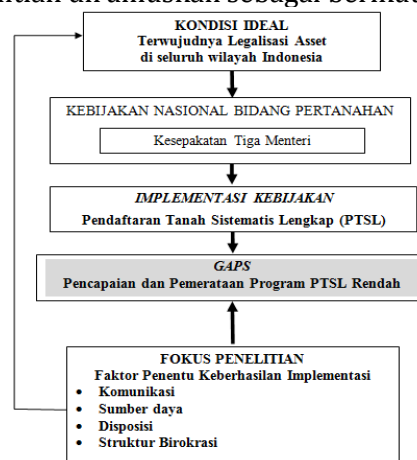 KONDISI IDEAL
Terwujudnya Legalisasi Asset
di seluruh wilayah Indonesia
KEBIJAKAN NASIONAL BIDANG PERTANAHAN
Kesepakatan Tiga Menteri
IMPLEMENTASI KEBIJAKAN
Pendaftaran Tanah Sistematis Lengkap (PTSL)
GAPS
Pencapaian dan Pemerataan Program PTSL Rendah
FOKUS PENELITIAN
Faktor Penentu Keberhasilan Implementasi
• Komunikasi
• Sumber daya
• Disposisi
• Struktur Birokrasi